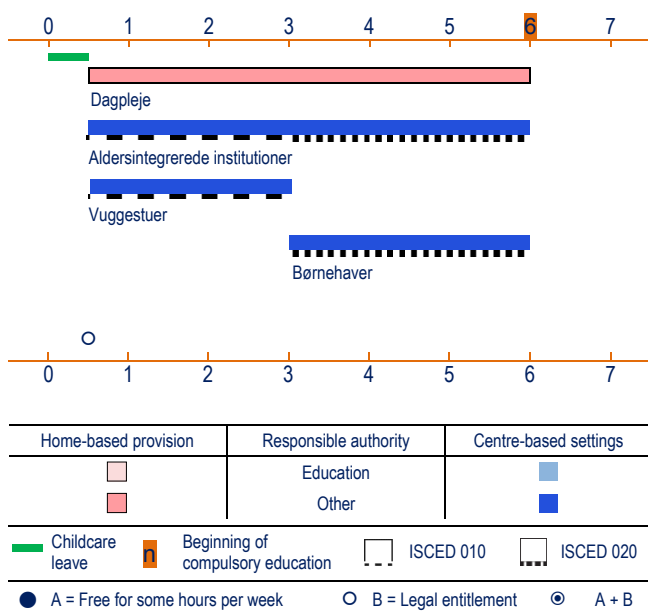 0 1 2 3 4 5 6 7
Dagpleje
Aldersintegrerede institutioner
Vuggestuer
Børnehaver
0 1 2 3 4 5 6 7
Home-based provision Responsible authority Centre-based settings
Education
Other
Childcare leave n Beginning of compulsory education ISCED 010 ISCED 020
A = Free for some hours per week B = Legal entitlement A + B